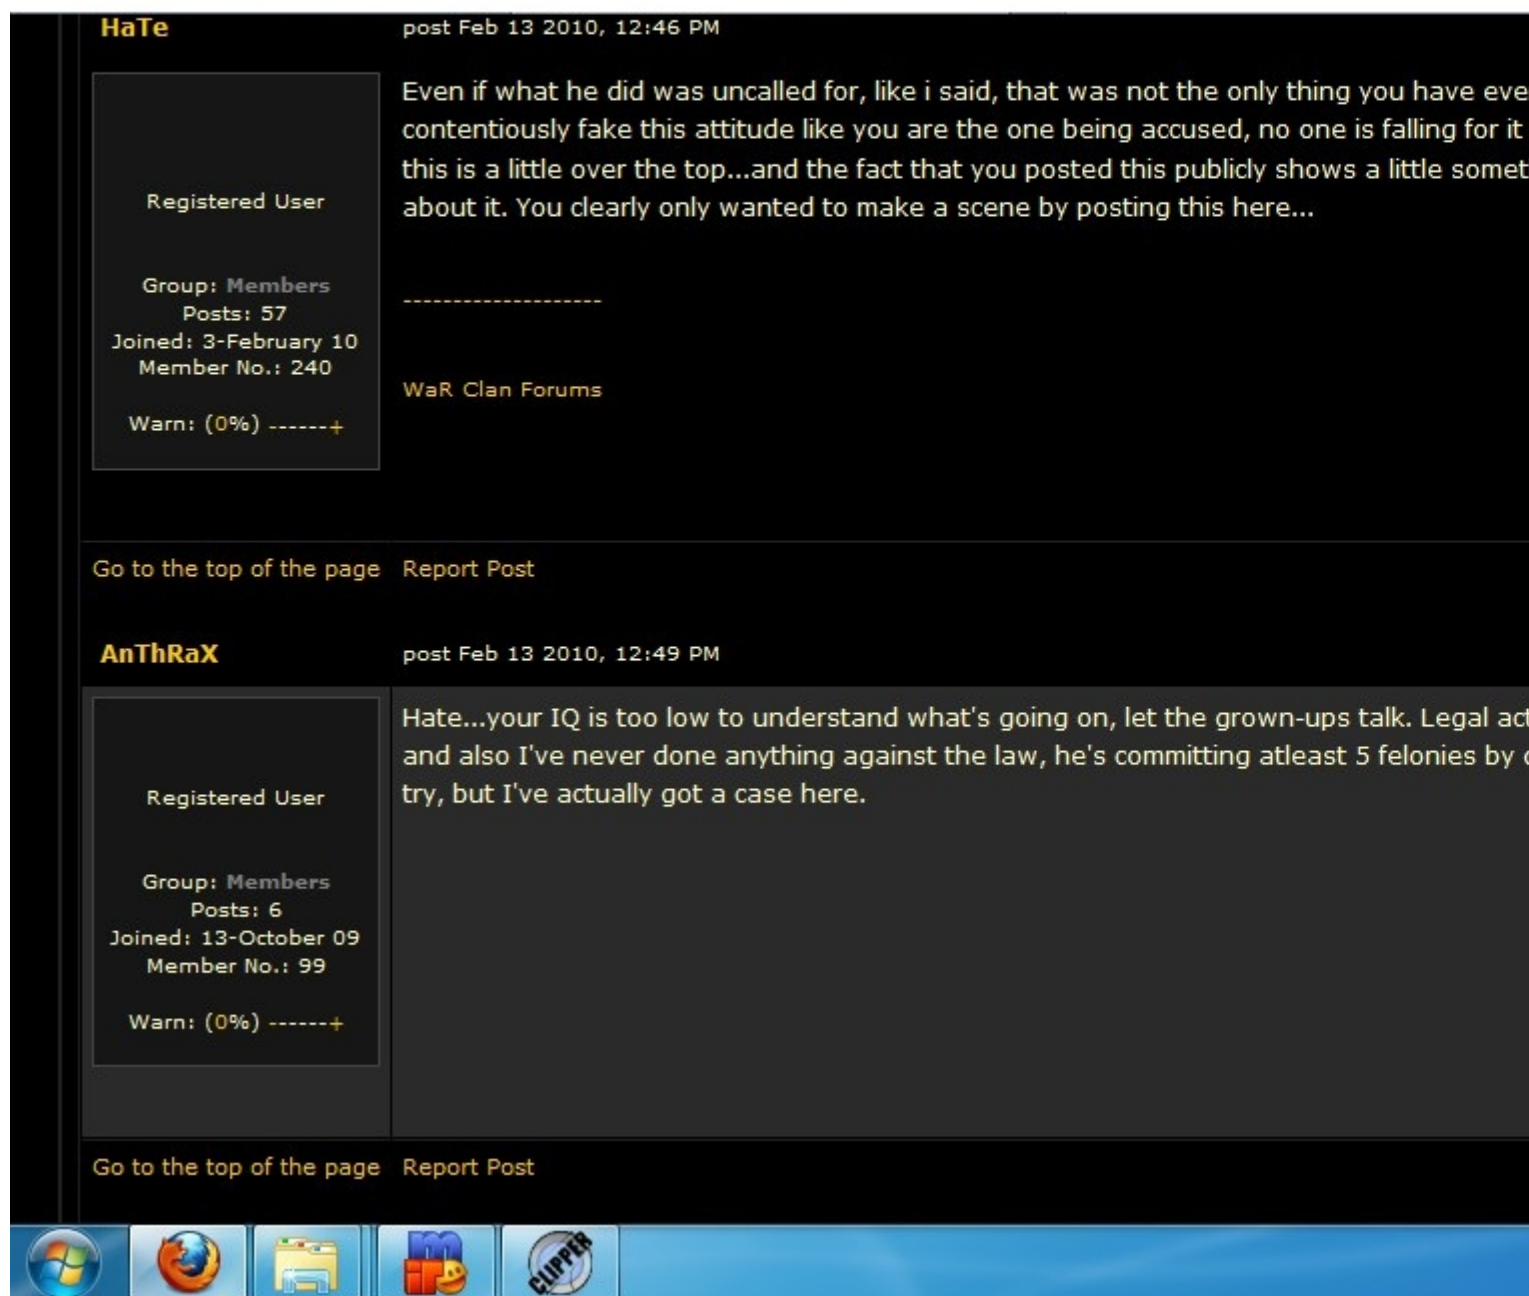 HaTe
post Feb 13 2010, 12:46 PM
Registered User
Group: Members
Posts: 57
Joined: 3-February 10
Member No.: 240
Warn: (0%) ------+
Even if what he did was uncalled for, like i said, that was not the only thing you have eve
contentiously fake this attitude like you are the one being accused, no one is falling for it
this is a little over the top...and the fact that you posted this publicly shows a little somet
about it. You clearly only wanted to make a scene by posting this here...
--------------------
WaR Clan Forums
Go to the top of the page Report Post
AnThRaX
post Feb 13 2010, 12:49 PM
Registered User
Group: Members
Posts: 6
Joined: 13-October 09
Member No.: 99
Warn: (0%) ------+
Hate...your IQ is too low to understand what's going on, let the grown-ups talk. Legal act
and also I've never done anything against the law, he's committing atleast 5 felonies by
try, but I've actually got a case here.
Go to the top of the page Report Post
CLIPPER